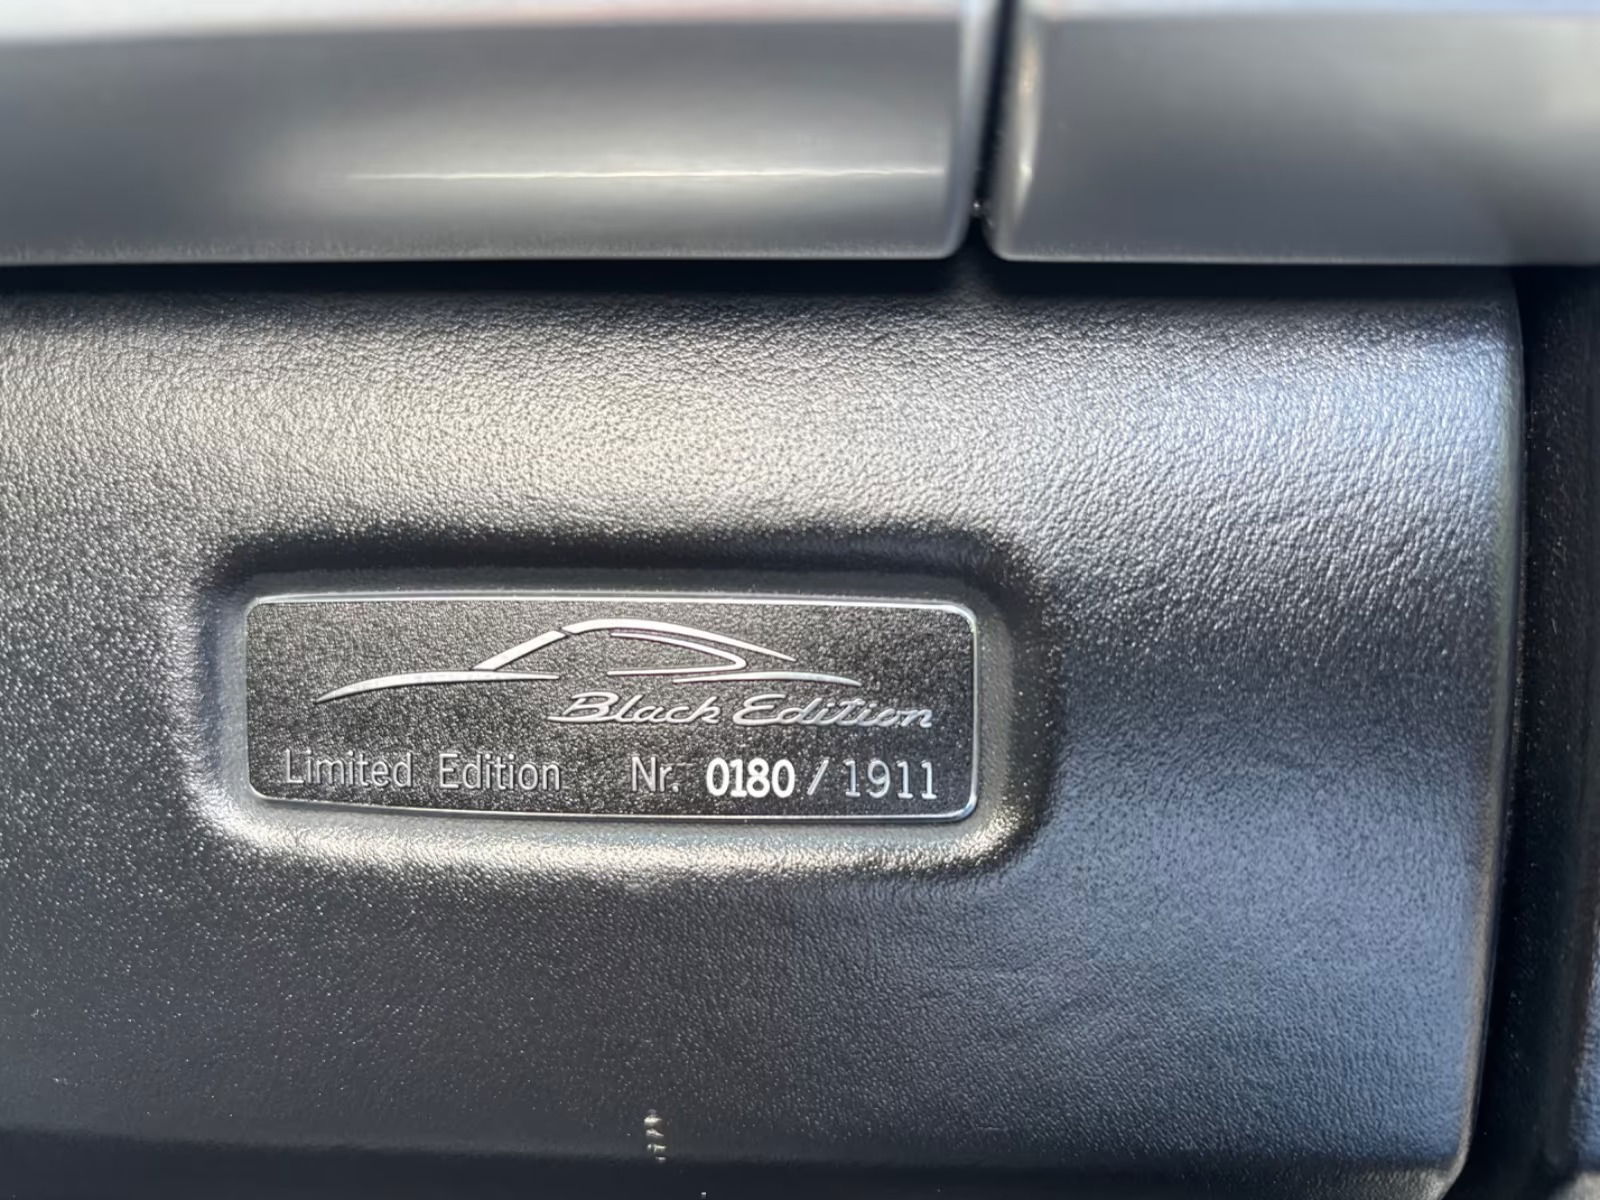 Black Edition
Limited Edition Nr. 0180 / 1911